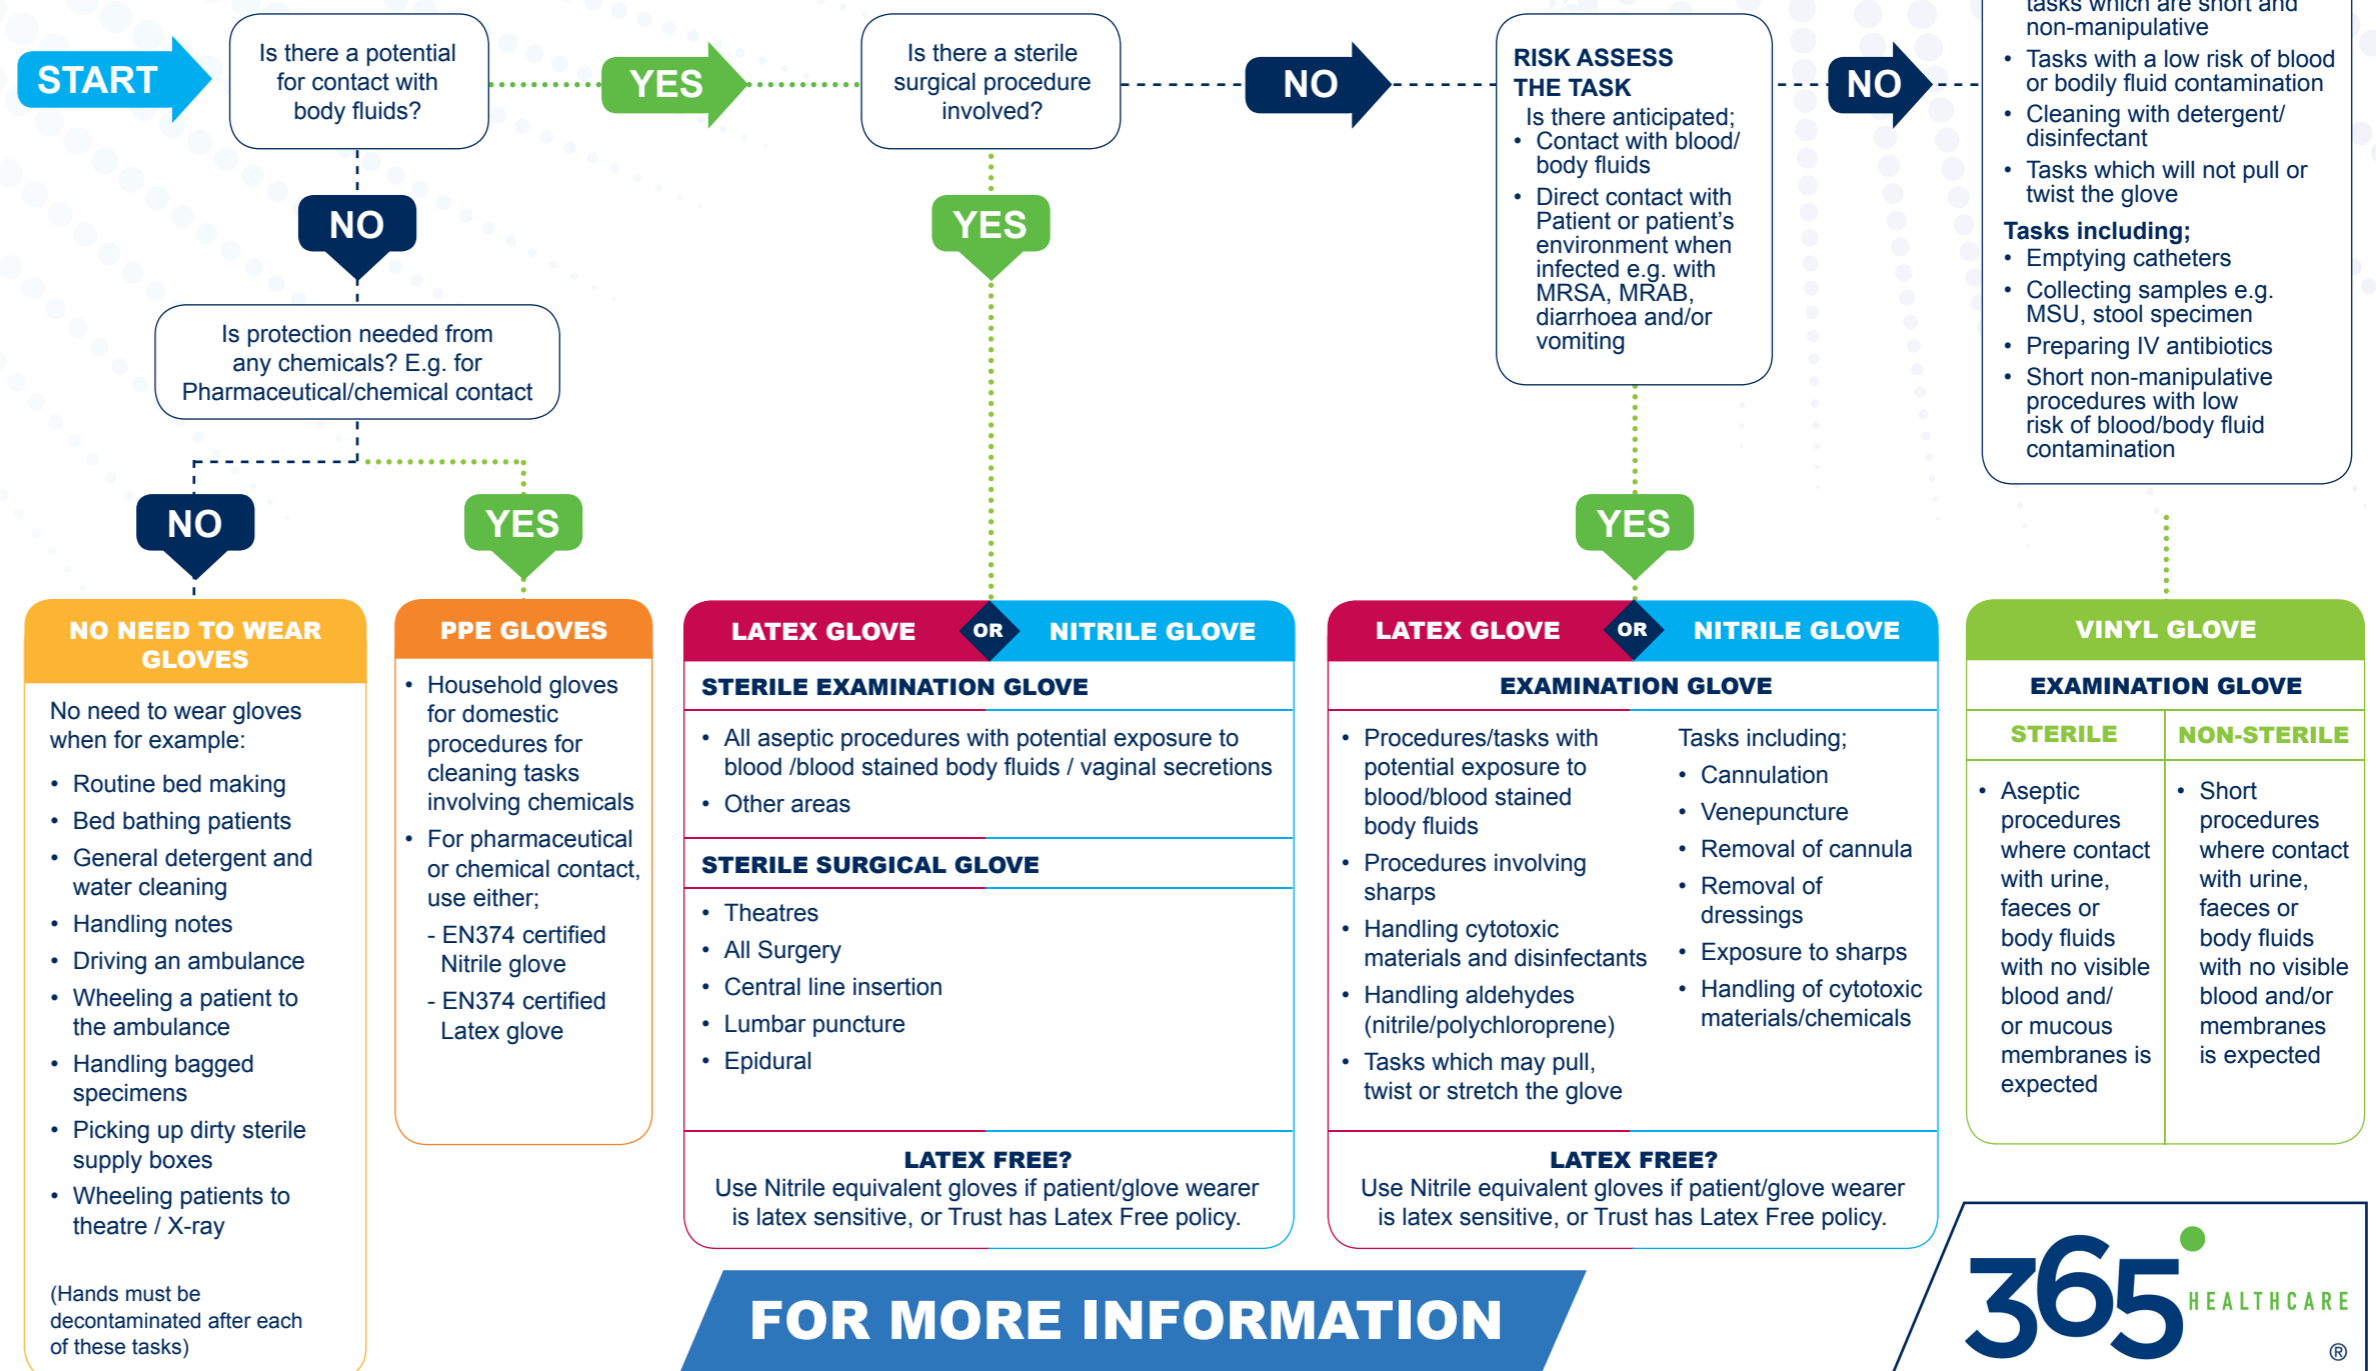 START
Is there a potential
for contact with
body fluids?
YES
Is there a sterile
surgical procedure
involved?
NO
RISK ASSESS
THE TASK
Is there anticipated;
• Contact with blood/
body fluids
• Direct contact with
Patient or patient's
environment when
infected e.g. with
MRSA, MRAB,
diarrhoea and/or
vomiting
NO
tasks which are short and
non-manipulative
• Tasks with a low risk of blood
or bodily fluid contamination
• Cleaning with detergent/
disinfectant
• Tasks which will not pull or
twist the glove
Tasks including;
• Emptying catheters
• Collecting samples e.g.
MSU, stool specimen
• Preparing IV antibiotics
• Short non-manipulative
procedures with low
risk of blood/body fluid
contamination
NO
YES
Is protection needed from
any chemicals? E.g. for
Pharmaceutical/chemical contact
NO
YES
YES
NO NEED TO WEAR
GLOVES
No need to wear gloves
when for example:
• Routine bed making
• Bed bathing patients
• General detergent and
water cleaning
• Handling notes
• Driving an ambulance
• Wheeling a patient to
the ambulance
• Handling bagged
specimens
• Picking up dirty sterile
supply boxes
• Wheeling patients to
theatre / X-ray
(Hands must be
decontaminated after each
of these tasks)
PPE GLOVES
• Household gloves
for domestic
procedures for
cleaning tasks
involving chemicals
• For pharmaceutical
or chemical contact,
use either;
- EN374 certified
Nitrile glove
- EN374 certified
Latex glove
LATEX GLOVE OR NITRILE GLOVE
STERILE EXAMINATION GLOVE
• All aseptic procedures with potential exposure to
blood /blood stained body fluids / vaginal secretions
• Other areas
STERILE SURGICAL GLOVE
• Theatres
• All Surgery
• Central line insertion
• Lumbar puncture
• Epidural
LATEX FREE?
Use Nitrile equivalent gloves if patient/glove wearer
is latex sensitive, or Trust has Latex Free policy.
LATEX GLOVE OR NITRILE GLOVE
EXAMINATION GLOVE
• Procedures/tasks with
potential exposure to
blood/blood stained
body fluids
• Procedures involving
sharps
• Handling cytotoxic
materials and disinfectants
• Handling aldehydes
(nitrile/polychloroprene)
• Tasks which may pull,
twist or stretch the glove
Tasks including;
• Cannulation
• Venepuncture
• Removal of cannula
• Removal of
dressings
• Exposure to sharps
• Handling of cytotoxic
materials/chemicals
LATEX FREE?
Use Nitrile equivalent gloves if patient/glove wearer
is latex sensitive, or Trust has Latex Free policy.
VINYL GLOVE
EXAMINATION GLOVE
STERILE
• Aseptic
procedures
where contact
with urine,
faeces or
body fluids
with no visible
blood and/
or mucous
membranes is
expected
NON-STERILE
• Short
procedures
where contact
with urine,
faeces or
body fluids
with no visible
blood and/or
membranes
is expected
FOR MORE INFORMATION
365 HEALTHCARE
®